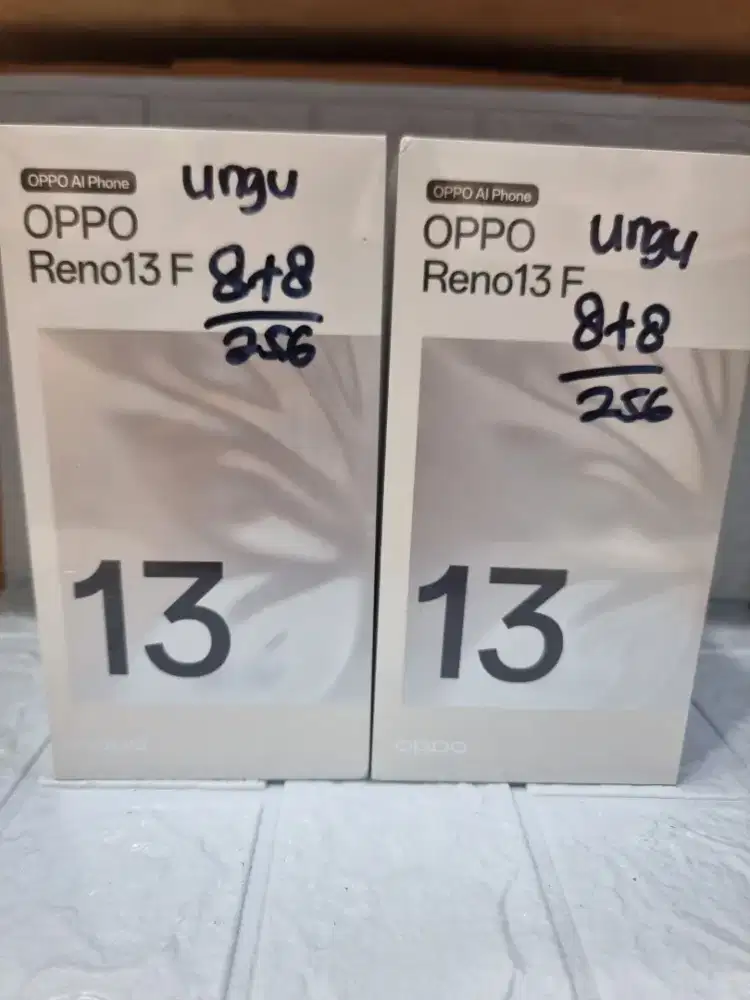 OPPO AI Phone
ungu
OPPO
Reno13 F
8+8
256
13
OPPO AI Phone
OPPO
ungu
Reno13 F
8+8
256
13
oppo